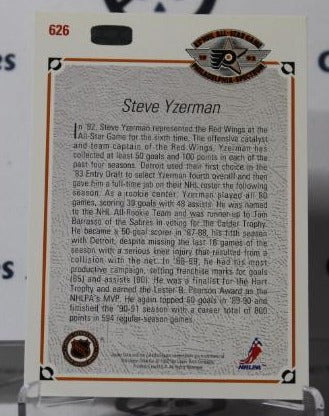 626
PHILADELPHIA SPECTRUM
Steve Yzerman
In '92, Steve Yzerman represented the Red Wings at the
All-Star Game for the sixth time. The offensive catalyst
and team captain of the Red Wings, Yzerman has
collected at least 50 goals and 100 points in each of the
past four seasons. Detroit used their first choice in the
'83 Entry Draft to select Yzerman fourth overall and then
gave him a full-time job on their NHL roster the following
season. As a rookie center, Yzerman played all 80
games, scoring 39 goals with 48 assists. He was named
to the NHL All-Rookie Team and was runner-up to Tom
Barrasso of the Sabres in voting for the Calder Trophy.
He became a 50-goal scorer in '87-88, his fifth season
with Detroit, despite missing the last 16 games of the
season with a serious knee injury that resulted from a
collision with the net. In '88-89, he had his most
productive campaign, setting franchise marks for goals
(65) and assists (90). He was a finalist for the Hart
Trophy and earned the Lester B. Pearson Award as the
NHLPA's MVP. He again topped 50 goals in '89-90 and
finished the '90-91 season with a career total of 800
points in 594 regular-season games.
NHLPA